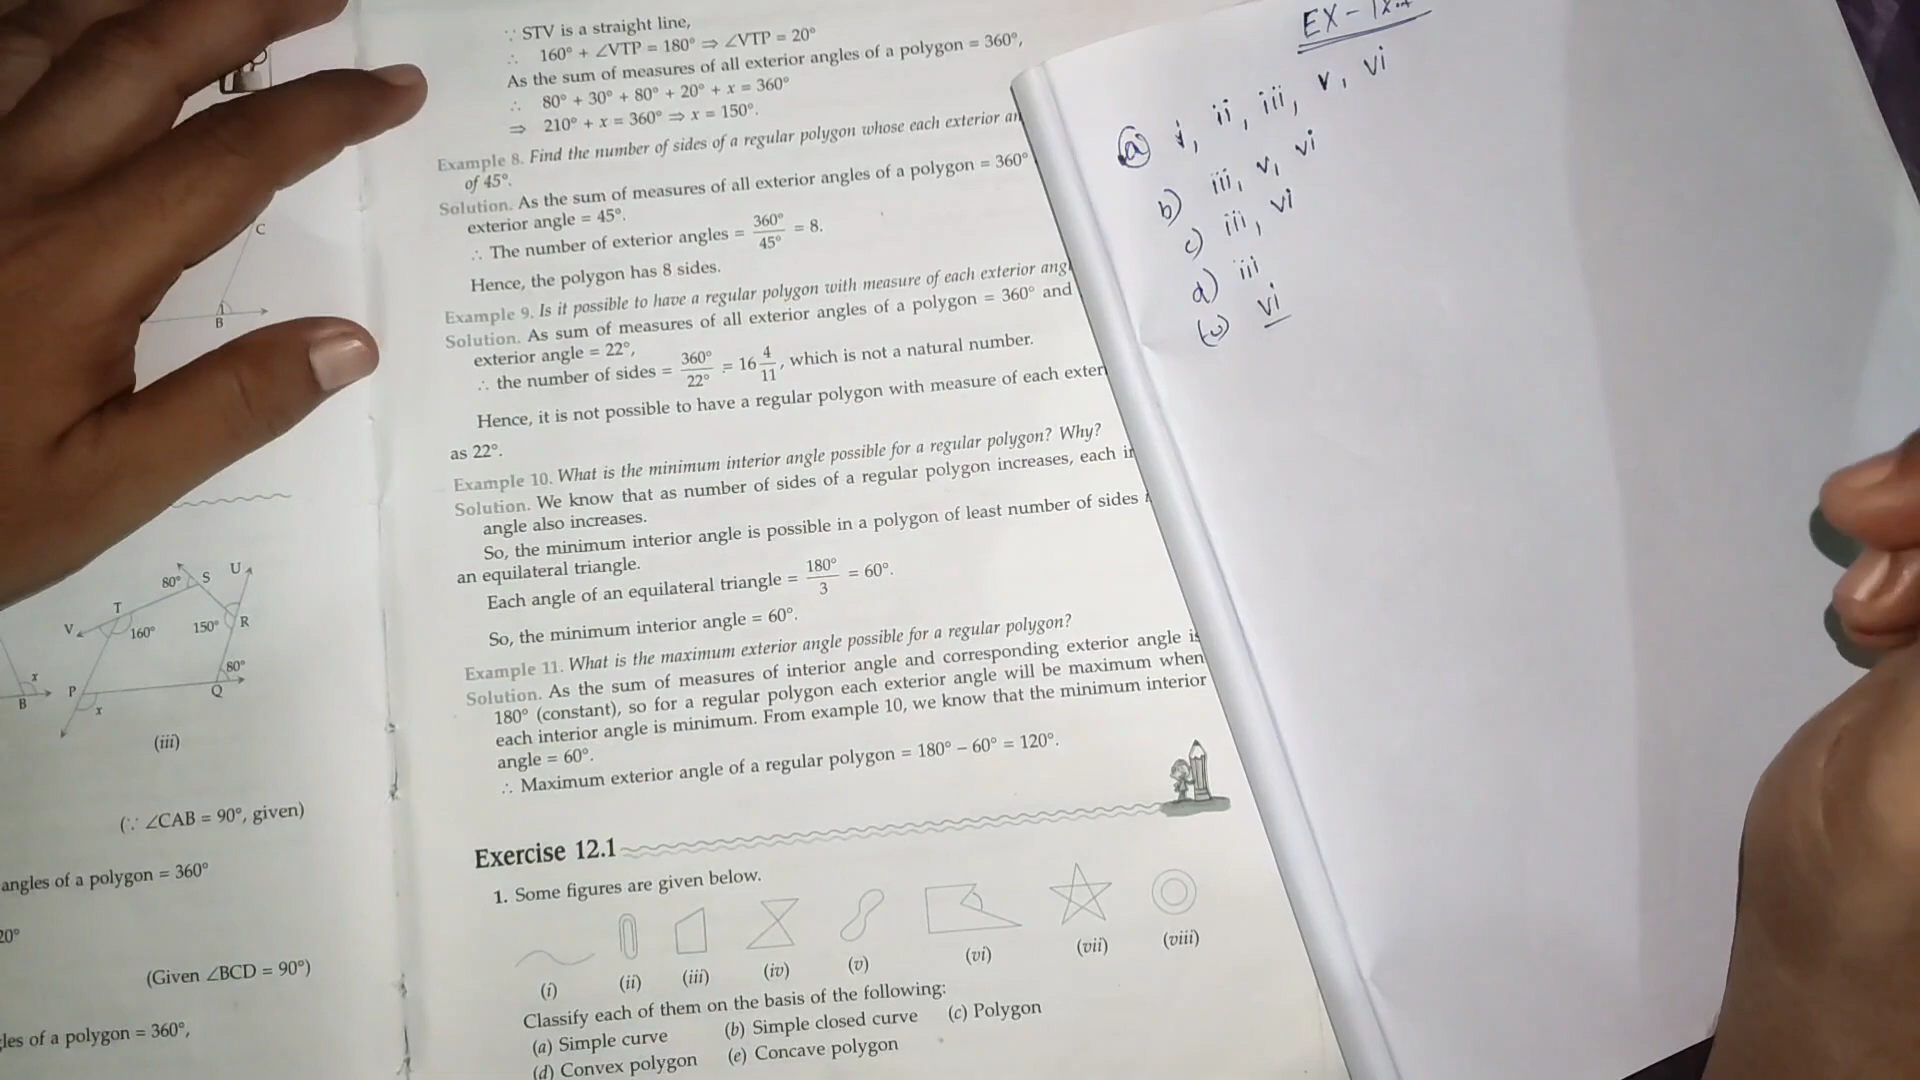 ∵ STV is a straight line,
∴ 160° + ∠VTP = 180° ⇒ ∠VTP = 20°
As the sum of measures of all exterior angles of a polygon = 360°,
∴ 80° + 30° + 80° + 20° + x = 360°
⇒ 210° + x = 360° ⇒ x = 150°.
Example 8. Find the number of sides of a regular polygon whose each exterior
of 45°.
Solution. As the sum of measures of all exterior angles of a polygon = 360°
exterior angle = 45°.
∴ The number of exterior angles = 360°/45° = 8.
Hence, the polygon has 8 sides.
Example 9. Is it possible to have a regular polygon with measure of each exterior
Solution. As sum of measures of all exterior angles of a polygon = 360° and
exterior angle = 22°,
∴ the number of sides = 360°/22° = 16 4/11, which is not a natural number.
Hence, it is not possible to have a regular polygon with measure of each
as 22°.
Example 10. What is the minimum interior angle possible for a regular polygon? Why?
Solution. We know that as number of sides of a regular polygon increases, each
angle also increases.
So, the minimum interior angle is possible in a polygon of least number of sides
an equilateral triangle.
Each angle of an equilateral triangle = 180°/3 = 60°.
So, the minimum interior angle = 60°.
Example 11. What is the maximum exterior angle possible for a regular polygon?
Solution. As the sum of measures of interior angle and corresponding exterior angle is
180° (constant), so for a regular polygon each exterior angle will be maximum when
each interior angle is minimum. From example 10, we know that the minimum interior
angle = 60°.
∴ Maximum exterior angle of a regular polygon = 180° – 60° = 120°.
Exercise 12.1
1. Some figures are given below.
(i) (ii) (iii) (iv) (v) (vi) (vii) (viii)
Classify each of them on the basis of the following:
(a) Simple curve (b) Simple closed curve (c) Polygon
(d) Convex polygon (e) Concave polygon
C
B
80° S U
T
V 160° 150° R
80°
x
B P x Q
(iii)
(∵ ∠CAB = 90°, given)
angles of a polygon = 360°
20°
(Given ∠BCD = 90°)
of a polygon = 360°,
EX –
(a) i, ii, iii, v, vi
b) iii, v, vi
c) iii, vi
d) iii
vi